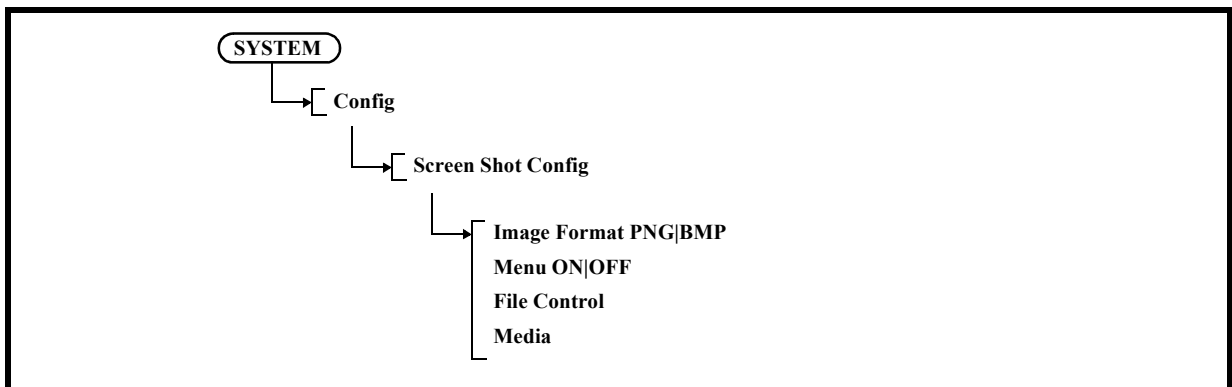 SYSTEM
Config
Screen Shot Config
Image Format PNG|BMP
Menu ON|OFF
File Control
Media